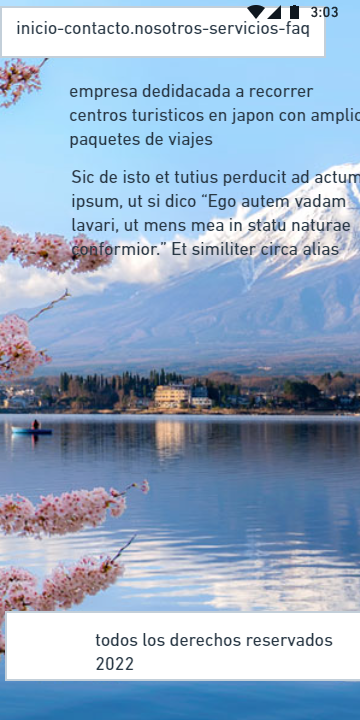 3:03
inicio-contacto.nosotros-servicios-faq
empresa dedidacada a recorrer
centros turisticos en japon con amplio
paquetes de viajes
Sic de isto et tutius perducit ad actum
ipsum, ut si dico “Ego autem vadam
lavari, ut mens mea in statu naturae
conformior.” Et similiter circa alias
todos los derechos reservados
2022